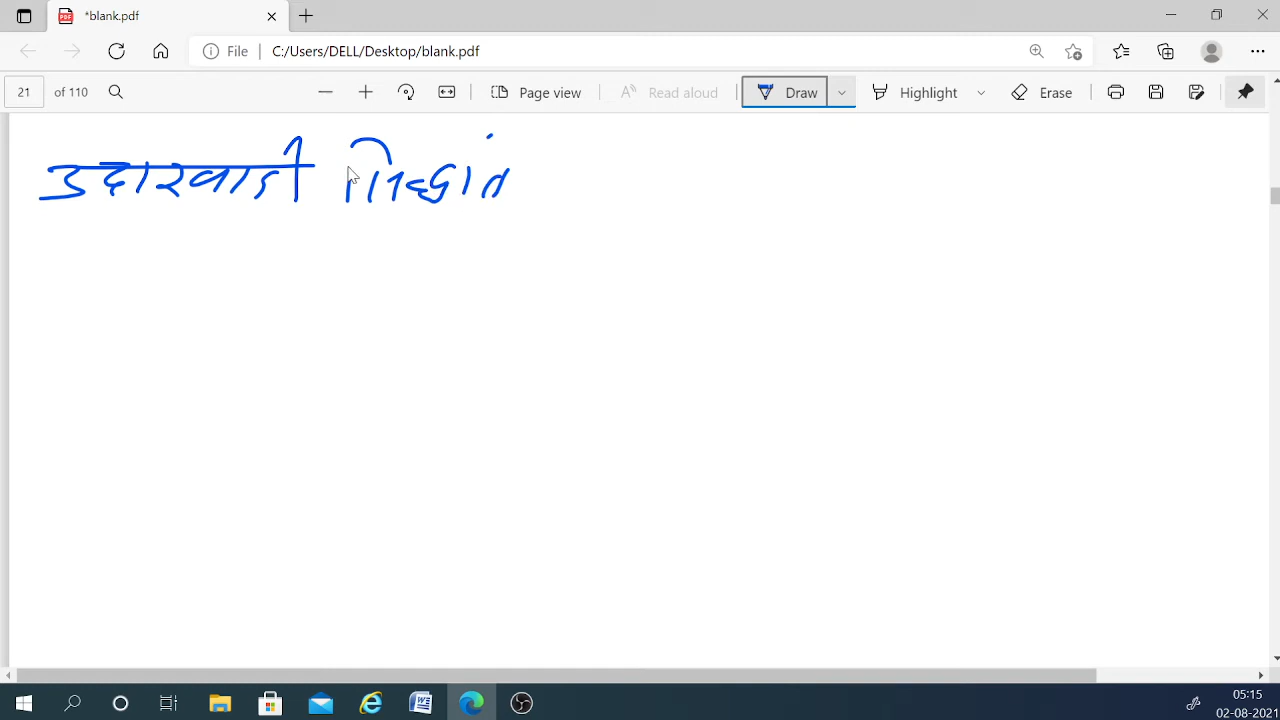 *blank.pdf
File C:/Users/DELL/Desktop/blank.pdf
21 of 110 Page view Read aloud Draw Highlight Erase
उदारवादी सिद्धांत
05:15
02-08-2021